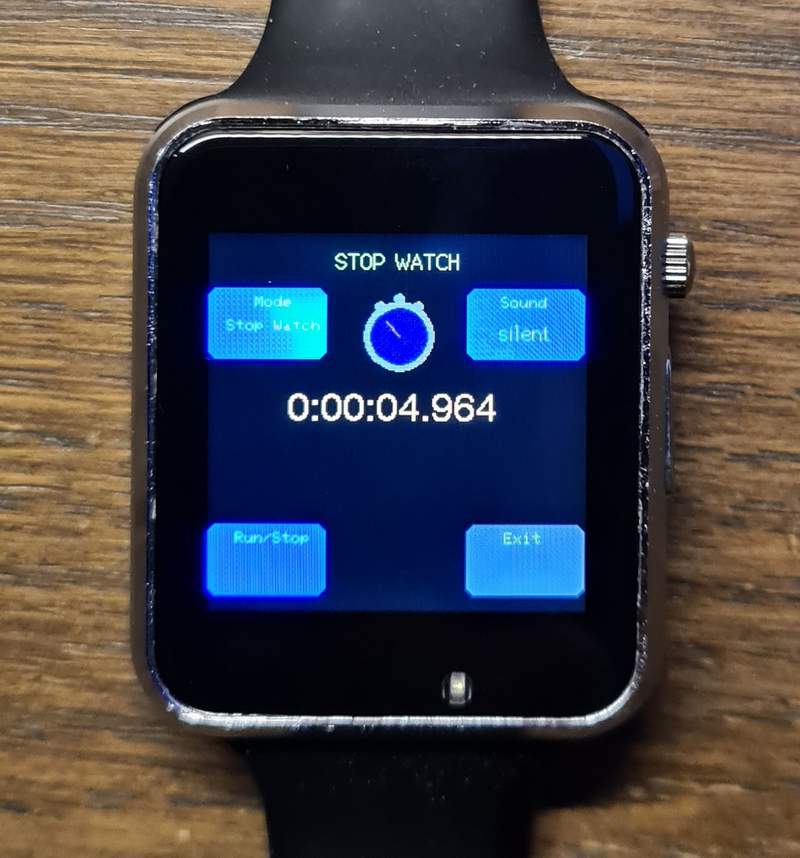 STOP WATCH
Mode
Stop Watch
Sound
silent
0:00:04.964
Run/Stop
Exit